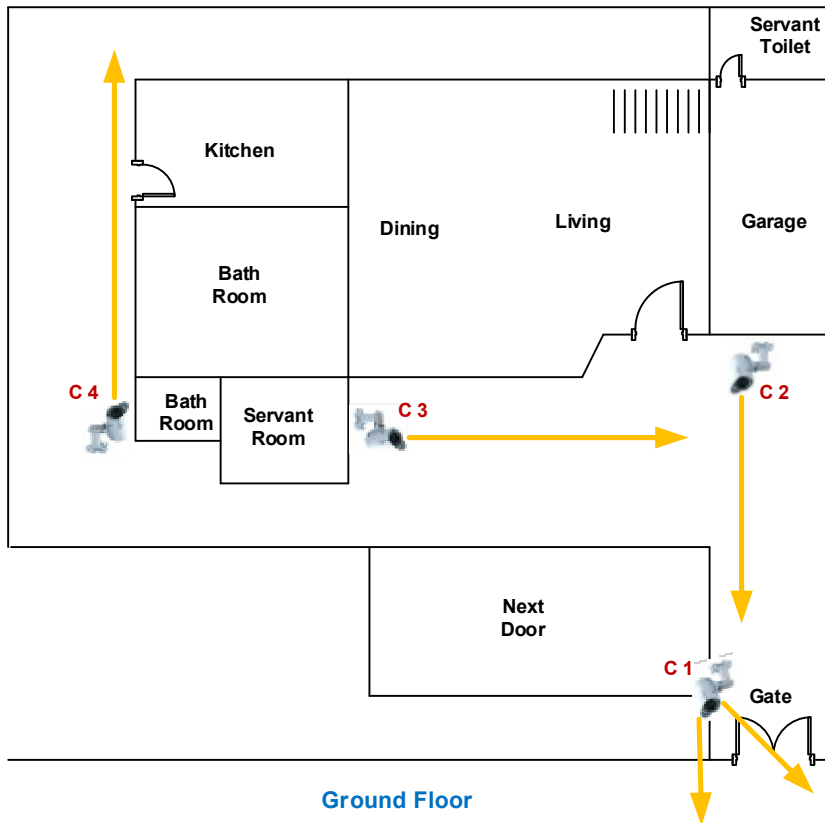 Servant
Toilet
Kitchen
Dining
Living
Garage
Bath
Room
C 4
Bath
Room
Servant
Room
C 3
C 2
Next
Door
C 1
Gate
Ground Floor